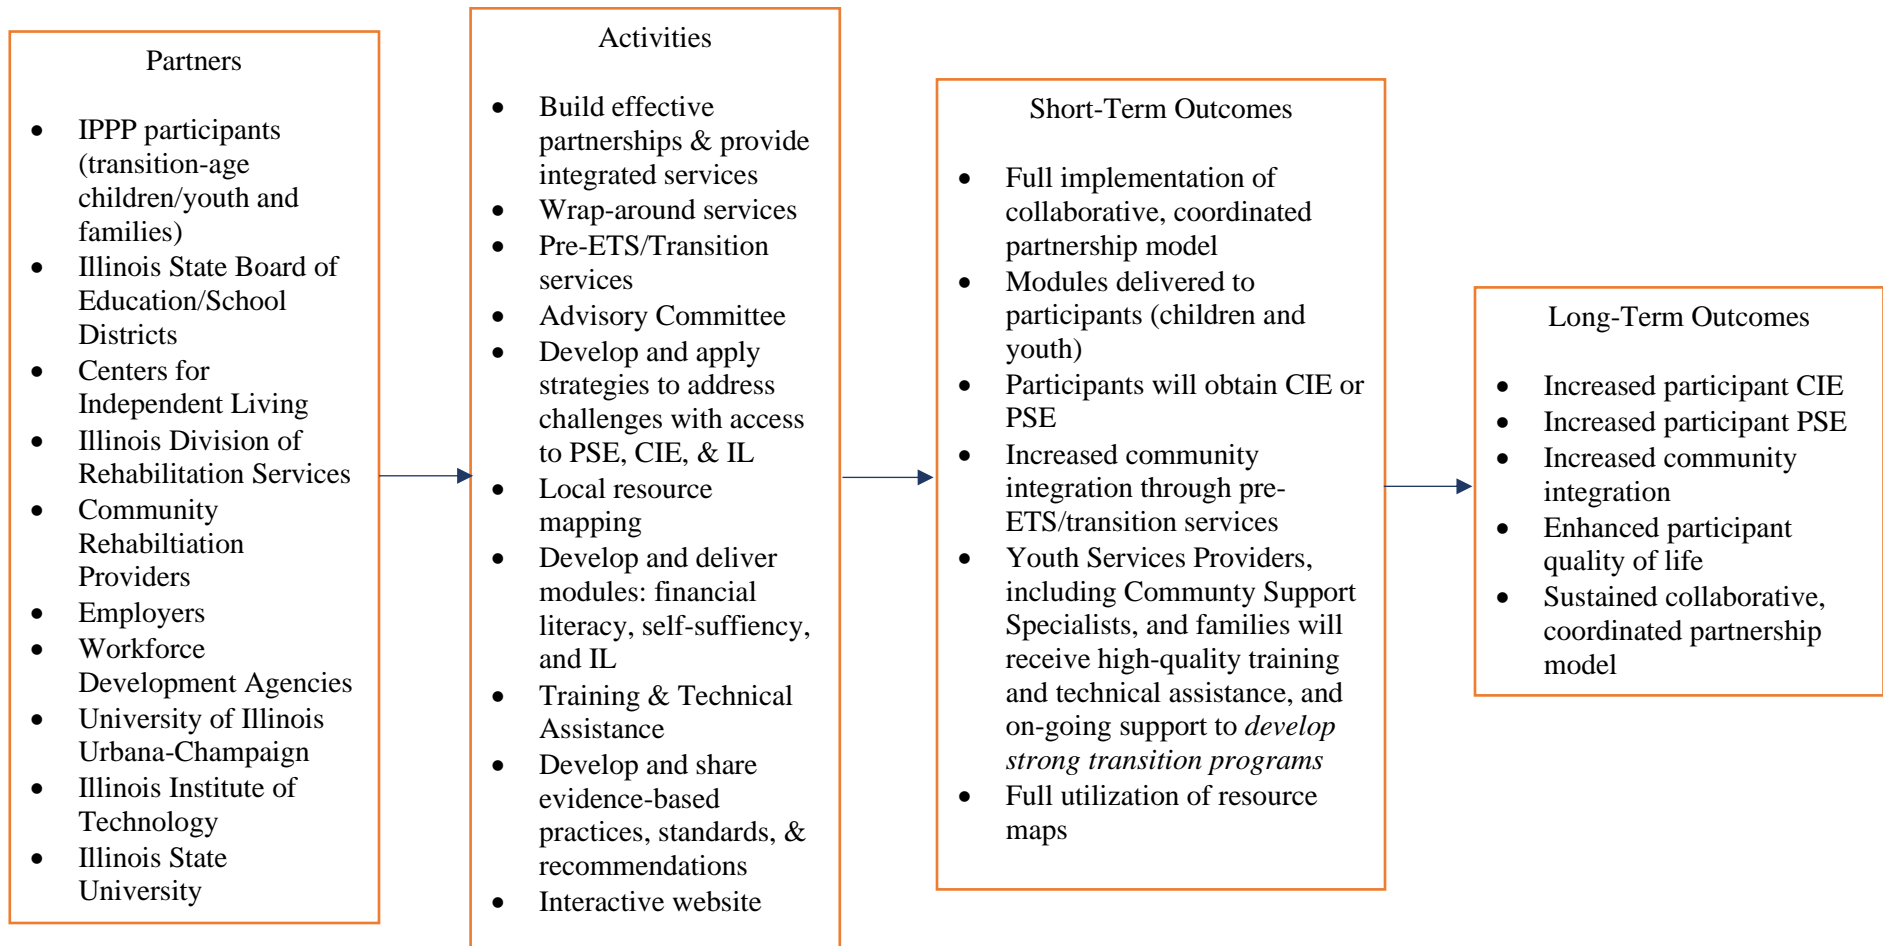 Partners
• IPPP participants
(transition-age
children/youth and
families)
• Illinois State Board of
Education/School
Districts
• Centers for
Independent Living
• Illinois Division of
Rehabilitation Services
• Community
Rehabiltiation
Providers
• Employers
• Workforce
Development Agencies
• University of Illinois
Urbana-Champaign
• Illinois Institute of
Technology
• Illinois State
University
Activities
• Build effective
partnerships & provide
integrated services
• Wrap-around services
• Pre-ETS/Transition
services
• Advisory Committee
• Develop and apply
strategies to address
challenges with access
to PSE, CIE, & IL
• Local resource
mapping
• Develop and deliver
modules: financial
literacy, self-suffiency,
and IL
• Training & Technical
Assistance
• Develop and share
evidence-based
practices, standards, &
recommendations
• Interactive website
Short-Term Outcomes
• Full implementation of
collaborative, coordinated
partnership model
• Modules delivered to
participants (children and
youth)
• Participants will obtain CIE or
PSE
• Increased community
integration through pre-
ETS/transition services
• Youth Services Providers,
including Communty Support
Specialists, and families will
receive high-quality training
and technical assistance, and
on-going support to develop
strong transition programs
• Full utilization of resource
maps
Long-Term Outcomes
• Increased participant CIE
• Increased participant PSE
• Increased community
integration
• Enhanced participant
quality of life
• Sustained collaborative,
coordinated partnership
model